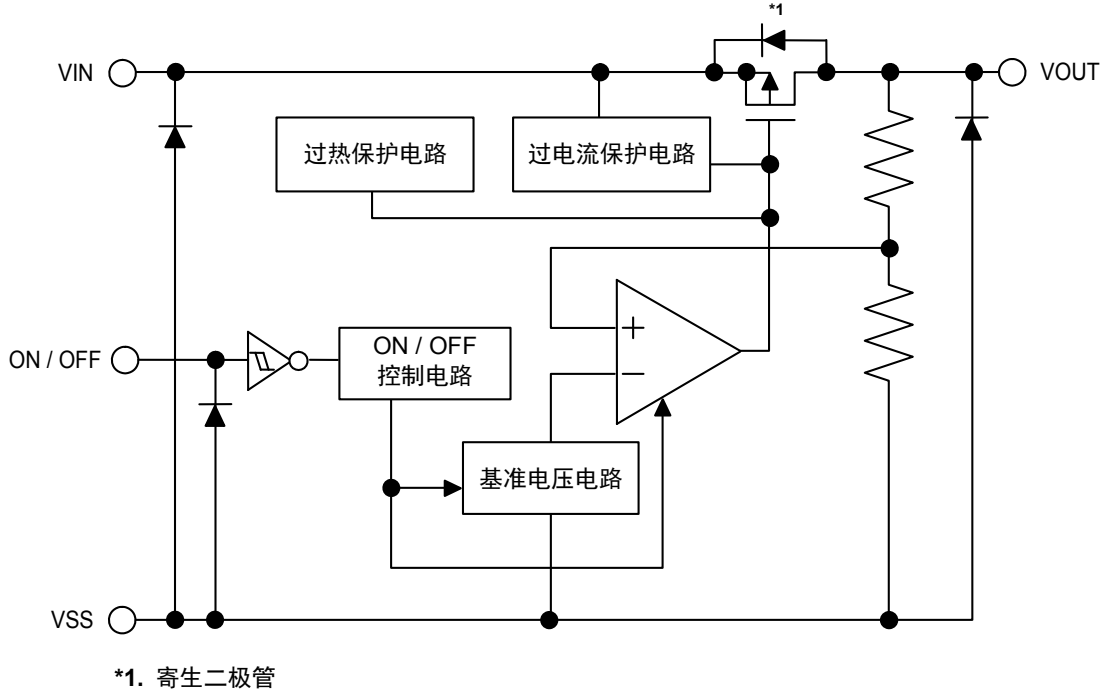 *1
VIN
VOUT
过热保护电路
过电流保护电路
+
−
ON / OFF
ON / OFF
控制电路
基准电压电路
VSS
*1. 寄生二极管